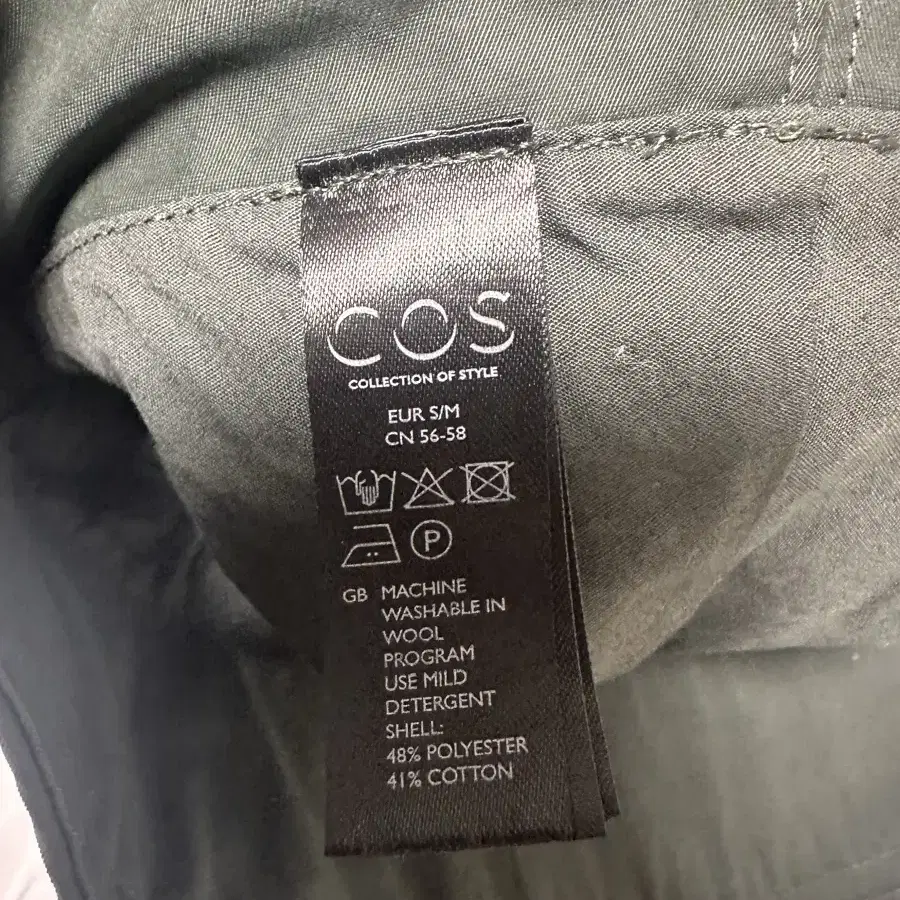 COS
COLLECTION OF STYLE
EUR S/M
CN 56-58
P
GB MACHINE
WASHABLE IN
WOOL
PROGRAM
USE MILD
DETERGENT
SHELL:
48% POLYESTER
41% COTTON